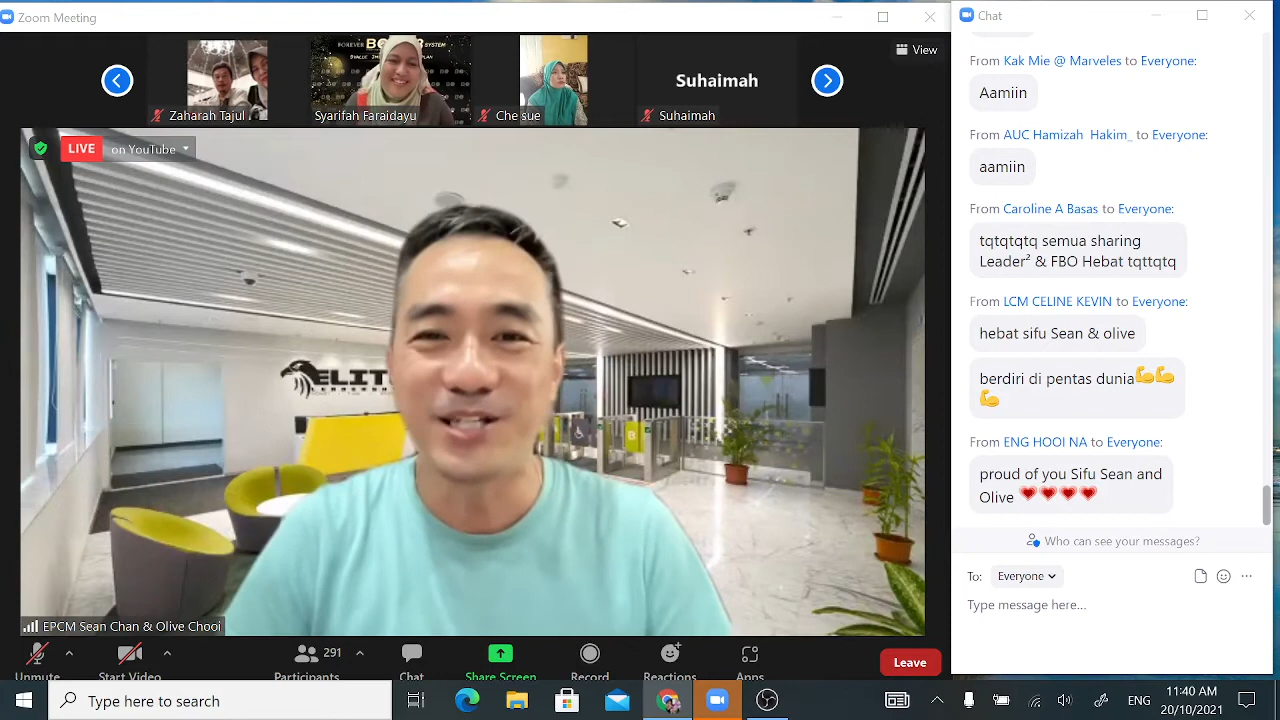 Zoom Meeting
Zaharah Tajul
FOREVER
SYSTEM
Syarifah Faraidayu
Che sue
Suhaimah
Suhaimah
View
LIVE on YouTube
ELIT
B
EPCM Sean Chan & Olive Chooi
Unmute
Start Video
291
Participants
Chat
Share Screen
Record
Reactions
Apps
Leave
Chat
From Kak Mie @ Marveles to Everyone:
Aamiin
From AUC Hamizah Hakim_ to Everyone:
aamiin
From Caroline A Basas to Everyone:
tqtqtqtq semua sharing
Leader² & FBO Hebat tqttqtq
From LCM CELINE KEVIN to Everyone:
hebat sifu Sean & olive
From ENG HOOI NA to Everyone:
proud of you Sifu Sean and
Olive ❤❤❤❤
Who can see your messages?
To: Everyone
Type message here...
Type here to search
ENG
11:40 AM
20/10/2021